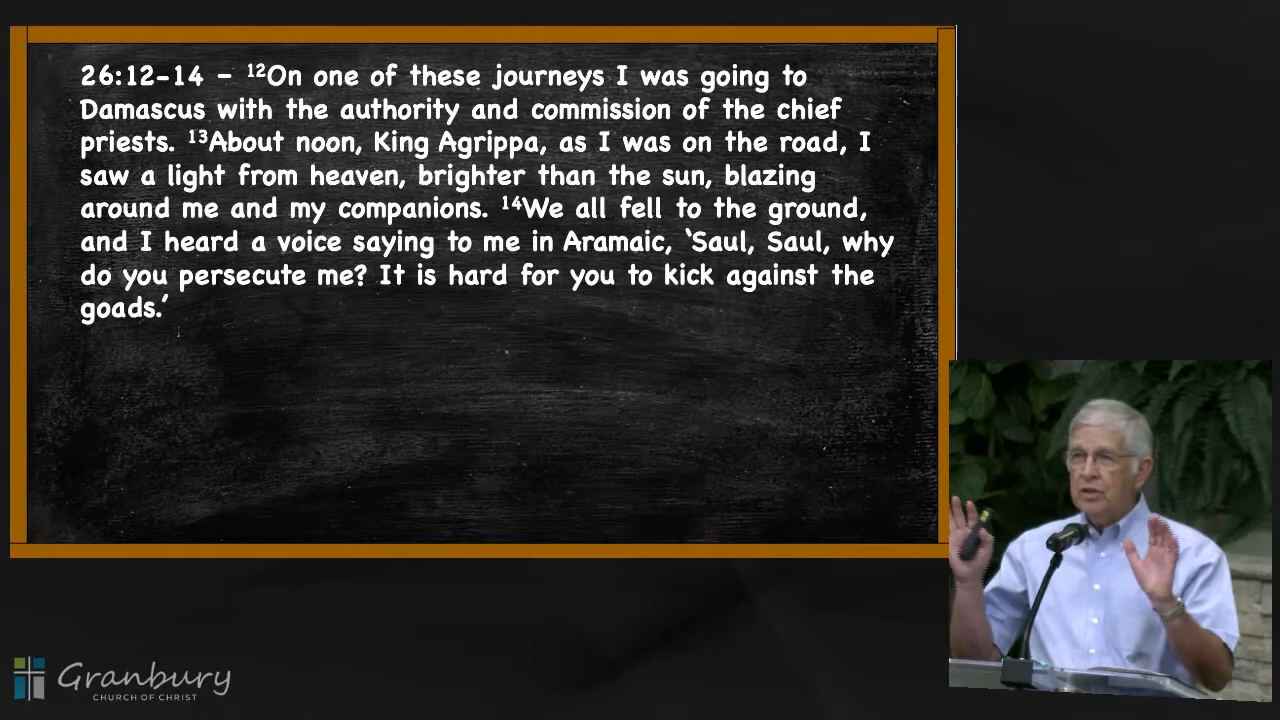 26:12-14 – ¹²On one of these journeys I was going to
Damascus with the authority and commission of the chief
priests. ¹³About noon, King Agrippa, as I was on the road, I
saw a light from heaven, brighter than the sun, blazing
around me and my companions. ¹⁴We all fell to the ground,
and I heard a voice saying to me in Aramaic, ‘Saul, Saul, why
do you persecute me? It is hard for you to kick against the
goads.’
Granbury
CHURCH OF CHRIST